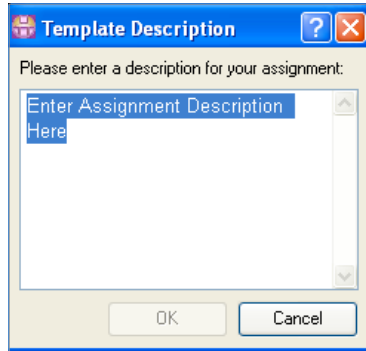 Template Description
Please enter a description for your assignment:
Enter Assignment Description
Here
OK
Cancel